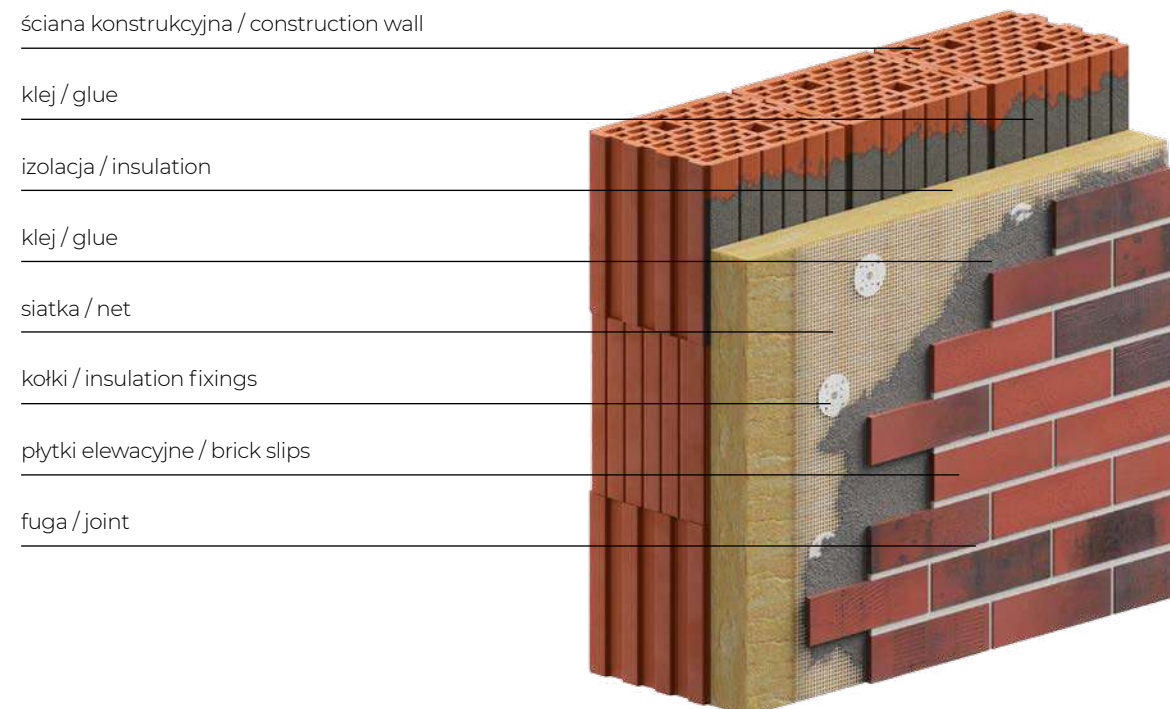 ściana konstrukcyjna / construction wall
klej / glue
izolacja / insulation
klej / glue
siatka / net
kołki / insulation fixings
płytki elewacyjne / brick slips
fuga / joint